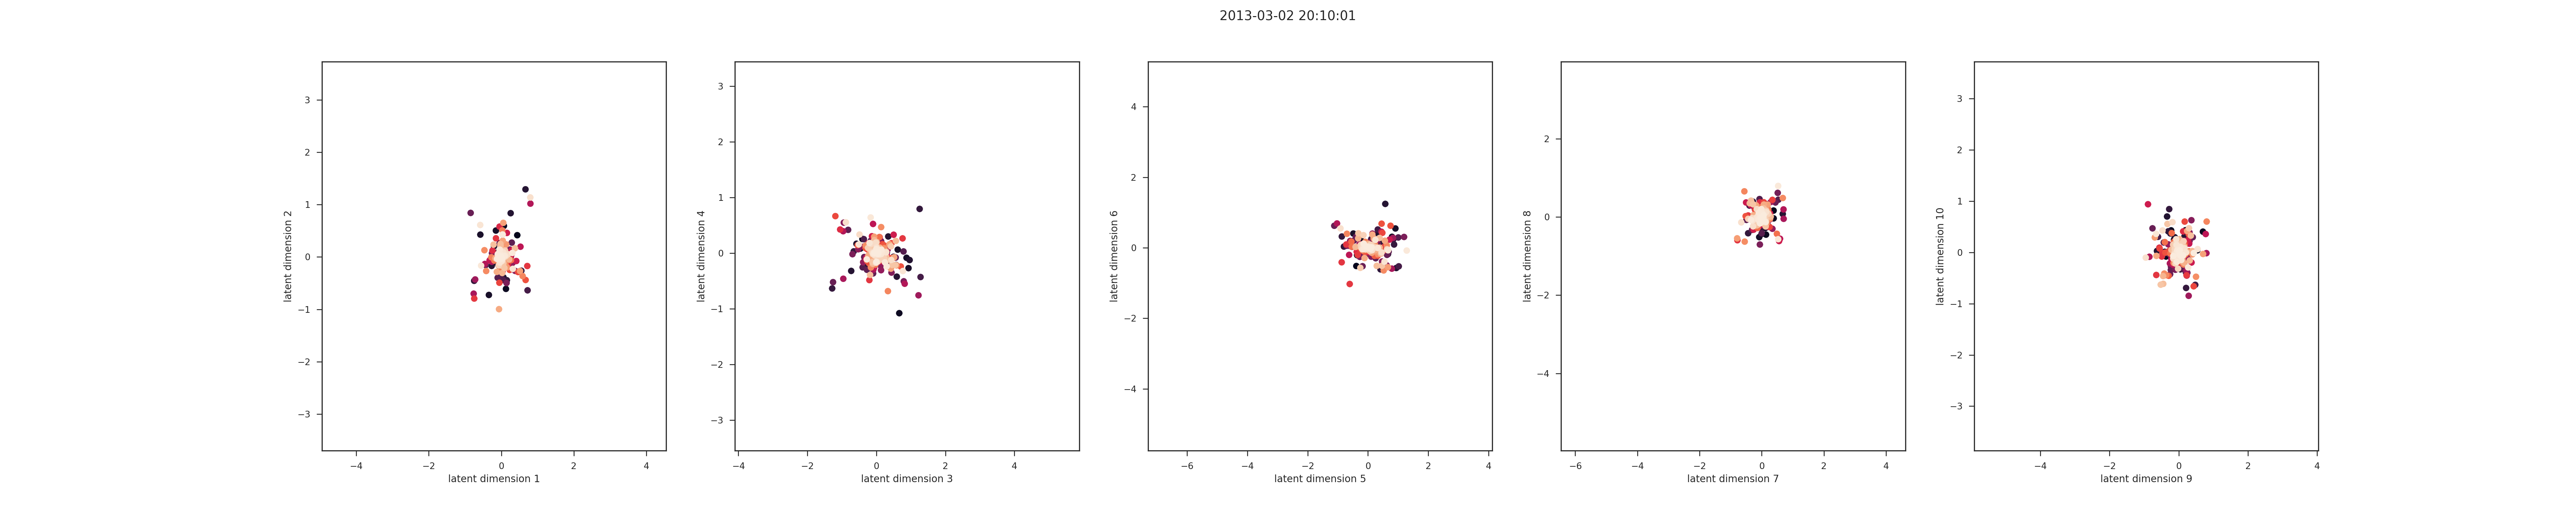 2013-03-02 20:10:01
3
2
1
0
−1
−2
−3
latent dimension 2
−4 −2 0 2 4
latent dimension 1
3
2
1
0
−1
−2
−3
latent dimension 4
−4 −2 0 2 4
latent dimension 3
4
2
0
−2
−4
latent dimension 6
−6 −4 −2 0 2 4
latent dimension 5
2
0
−2
−4
latent dimension 8
−6 −4 −2 0 2 4
latent dimension 7
3
2
1
0
−1
−2
−3
latent dimension 10
−4 −2 0 2 4
latent dimension 9